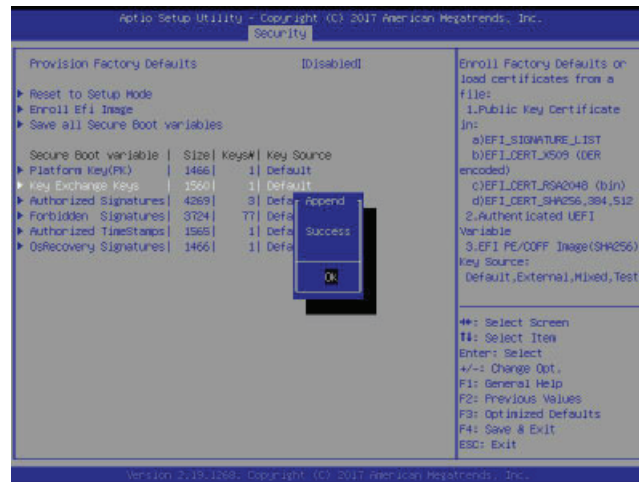 Aptio Setup Utility - Copyright (C) 2017 American Megatrends, Inc.
Security
Provision Factory Defaults [Disabled]
▶ Reset to Setup Mode
▶ Enroll Efi Image
▶ Save all Secure Boot variables
Secure Boot variable | Size| Keys#| Key Source
▶ Platform Key(PK) | 1466| 1| Default
▶ Key Exchange Keys | 1560| 1| Default
▶ Authorized Signatures| 4269| 3| Defa
▶ Forbidden Signatures| 3724| 77| Defa
▶ Authorized TimeStamps| 1565| 1| Defa
▶ OsRecovery Signatures| 1466| 1| Defa
Append
Success
Ok
Enroll Factory Defaults or
load certificates from a
file:
1.Public Key Certificate
in:
a)EFI_SIGNATURE_LIST
b)EFI_CERT_X509 (DER
encoded)
c)EFI_CERT_RSA2048 (bin)
d)EFI_CERT_SHA256,384,512
2.Authenticated UEFI
Variable
3.EFI PE/COFF Image(SHA256)
Key Source:
Default,External,Mixed,Test
→←: Select Screen
↑↓: Select Item
Enter: Select
+/-: Change Opt.
F1: General Help
F2: Previous Values
F3: Optimized Defaults
F4: Save & Exit
ESC: Exit
Version 2.19.1268. Copyright (C) 2017 American Megatrends, Inc.